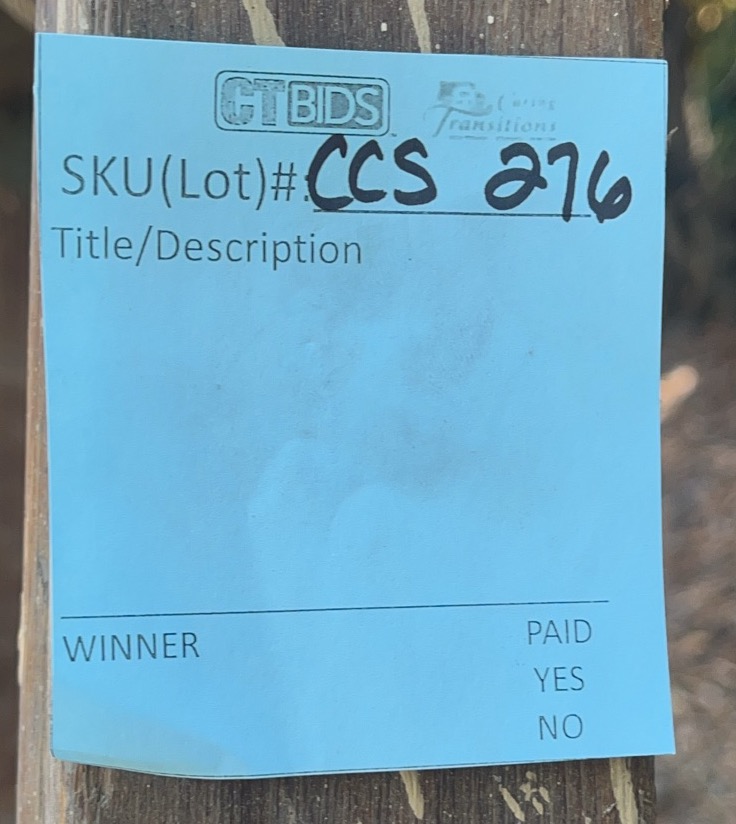 CTBIDS Caring Transitions
SKU(Lot)#: CCS 276
Title/Description
WINNER PAID
YES
NO